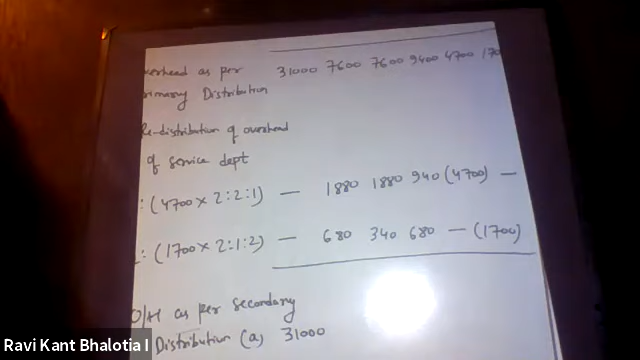 verhead as per 31000 7600 7600 9400 4700 170
rimary Distribution
Re-distribution of overhead
of service dept
: (4700 x 2:2:1) — 1880 1880 940 (4700) —
: (1700 x 2:1:2) — 680 340 680 — (1700)
O/H as per secondary
Distribution (a) 31000
Ravi Kant Bhalotia I